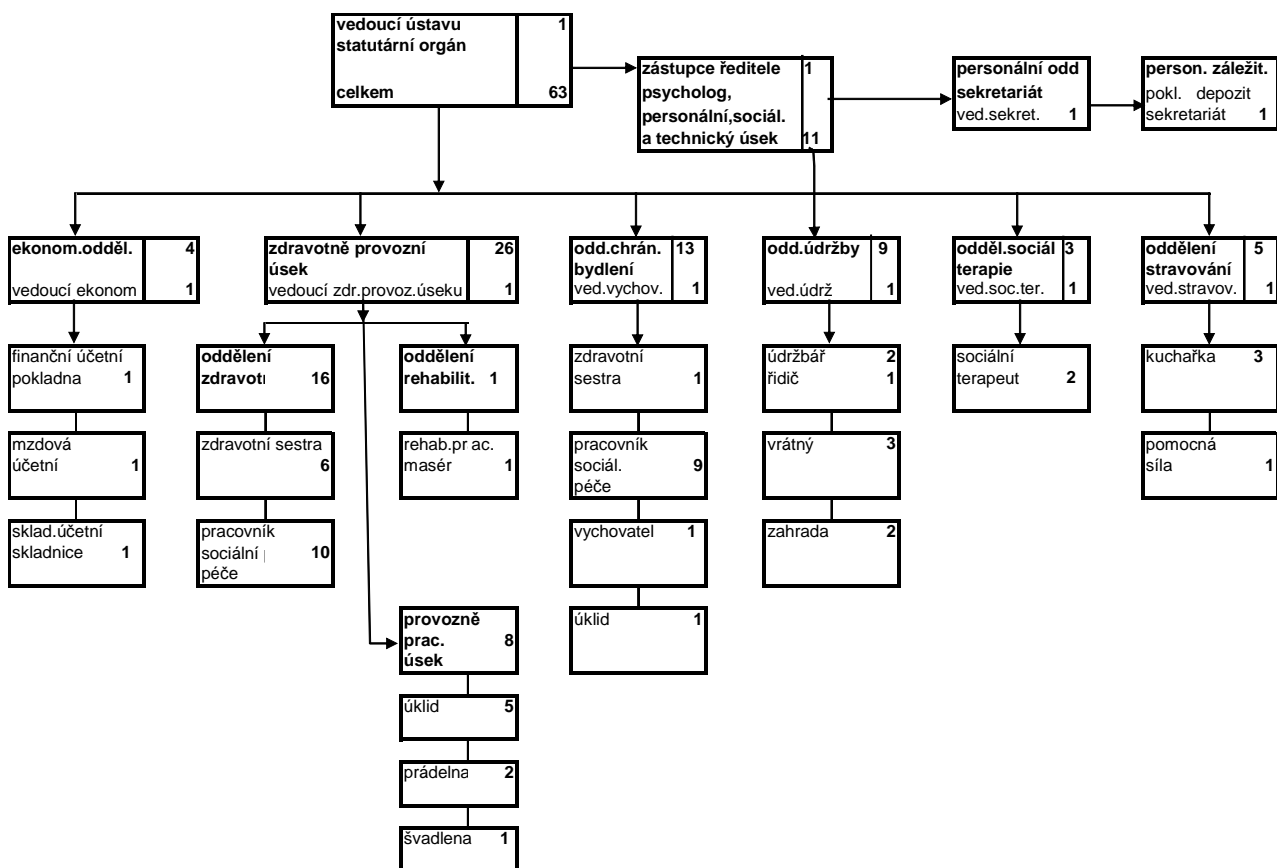 vedoucí ústavu 1
statutární orgán
celkem 63
zástupce ředitele 1
psycholog,
personální,sociál.
a technický úsek 11
personální odd
sekretariát
ved.sekret. 1
person. záležit.
pokl. depozit
sekretariát 1
ekonom.odděl. 4
vedoucí ekonom 1
zdravotně provozní 26
úsek
vedoucí zdr.provoz.úseku 1
odd.chrán. 13
bydlení
ved.vychov. 1
odd.údržby 9
ved.údrž 1
odděl.sociál 3
terapie
ved.soc.ter. 1
oddělení 5
stravování
ved.stravov. 1
finanční účetní
pokladna 1
oddělení
zdravot 16
oddělení
rehabilit. 1
zdravotní
sestra 1
údržbář 2
řidič 1
sociální
terapeut 2
kuchařka 3
mzdová
účetní 1
zdravotní sestra
6
rehab.pr ac.
masér 1
pracovník
sociál. 9
péče
vrátný 3
pomocná
síla 1
sklad.účetní
skladnice 1
pracovník
sociální 10
péče
vychovatel 1
zahrada 2
provozně
prac. 8
úsek
úklid 1
úklid 5
prádelna 2
švadlena 1